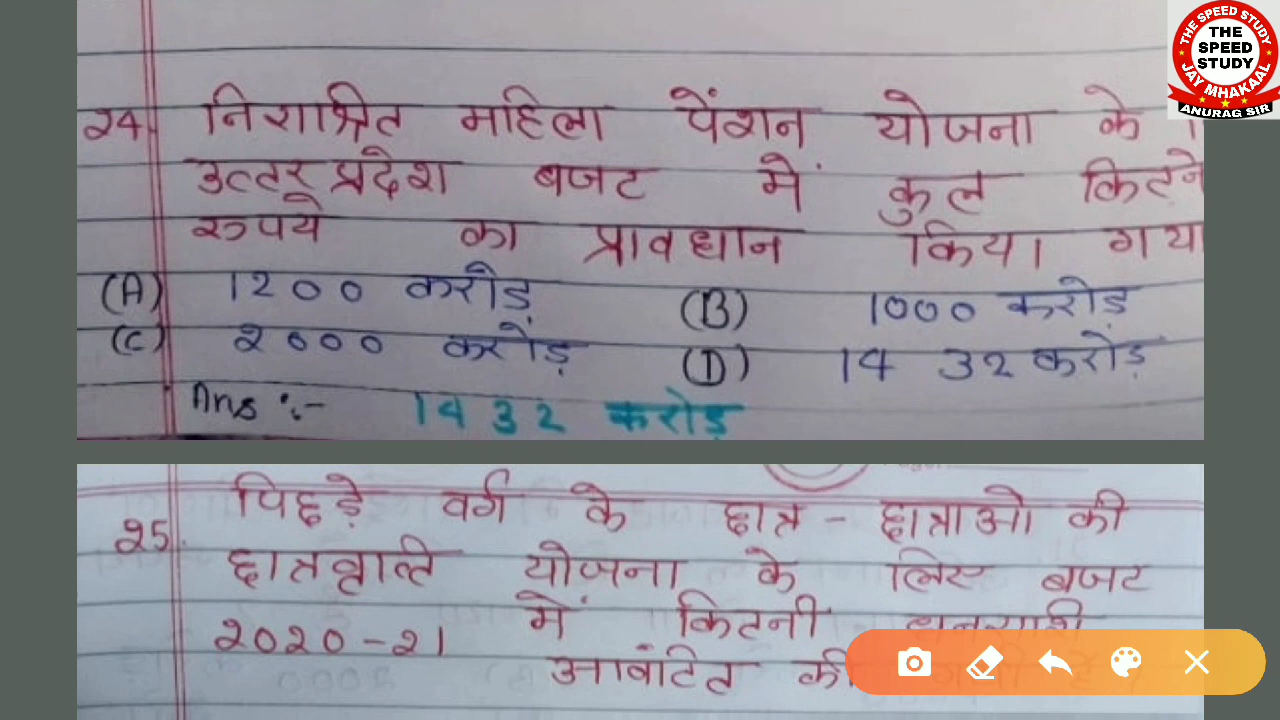 THE SPEED STUDY
THE
SPEED
STUDY
JAY MHAKAAL
ANURAG SIR
24) निराश्रित महिला पेंशन योजना के
उत्तर प्रदेश बजट में कुल कितने
रुपये का प्रावधान किया गया
(A) 1200 करोड़ (B) 1000 करोड़
(C) 2000 करोड़ (D) 1432 करोड़
Ans :- 1432 करोड़
25. पिछड़े वर्ग के छात्र - छात्राओ की
छात्रवृत्ति योजना के लिए बजट
2020-21 में कितनी धनराशी
आवंटित की